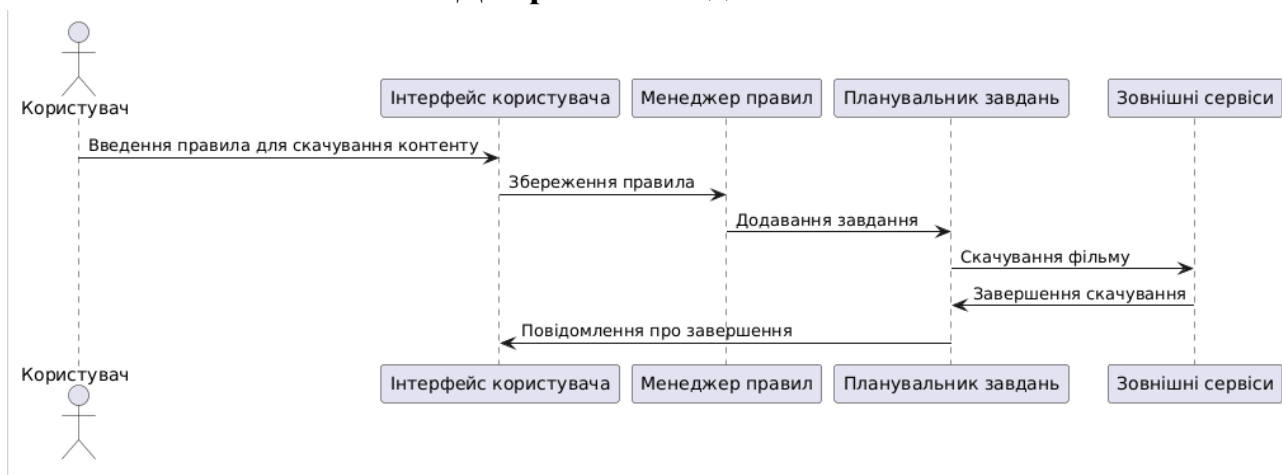 Користувач
Інтерфейс користувача Менеджер правил Планувальник завдань Зовнішні сервіси
Введення правила для скачування контенту
Збереження правила
Додавання завдання
Скачування фільму
Завершення скачування
Повідомлення про завершення
Користувач
Інтерфейс користувача Менеджер правил Планувальник завдань Зовнішні сервіси